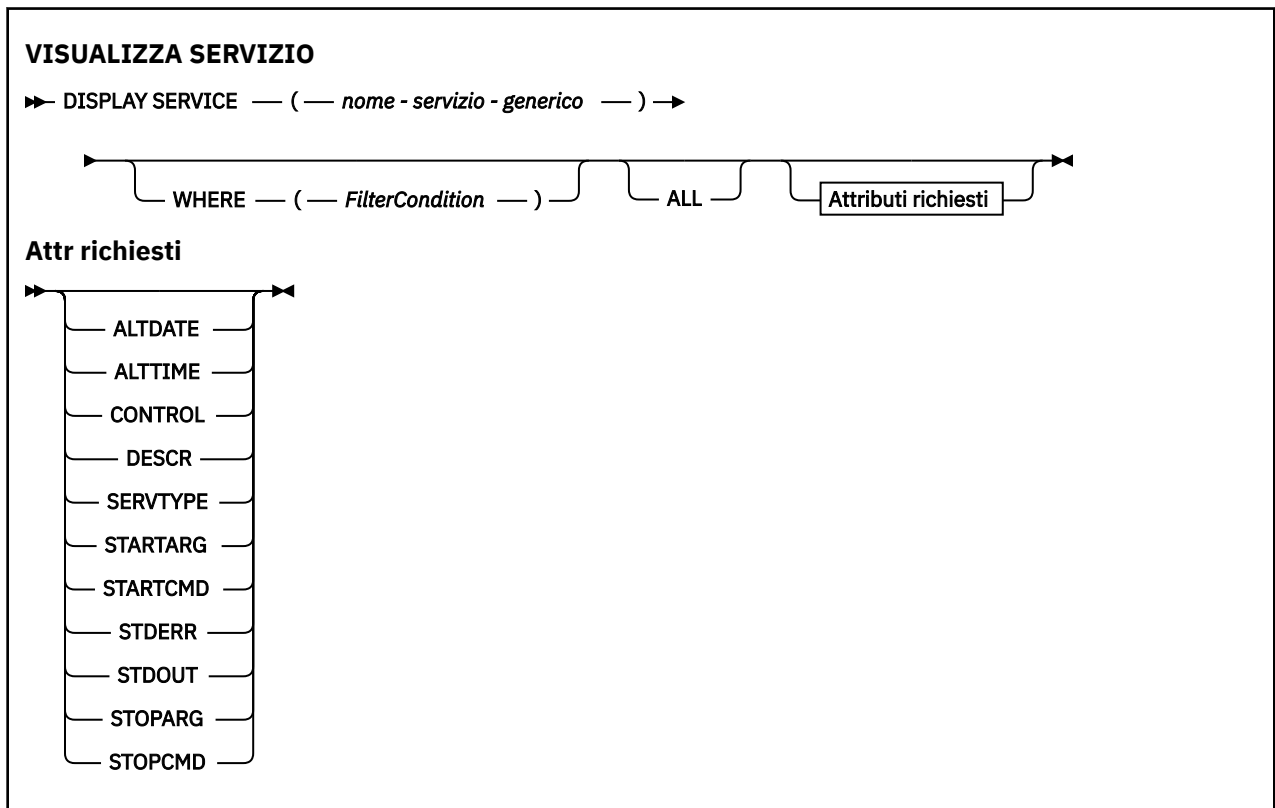 VISUALIZZA SERVIZIO
DISPLAY SERVICE ( nome - servizio - generico )
WHERE ( FilterCondition ) ALL Attributi richiesti
Attr richiesti
ALTDATE
ALTTIME
CONTROL
DESCR
SERVTYPE
STARTARG
STARTCMD
STDERR
STDOUT
STOPARG
STOPCMD